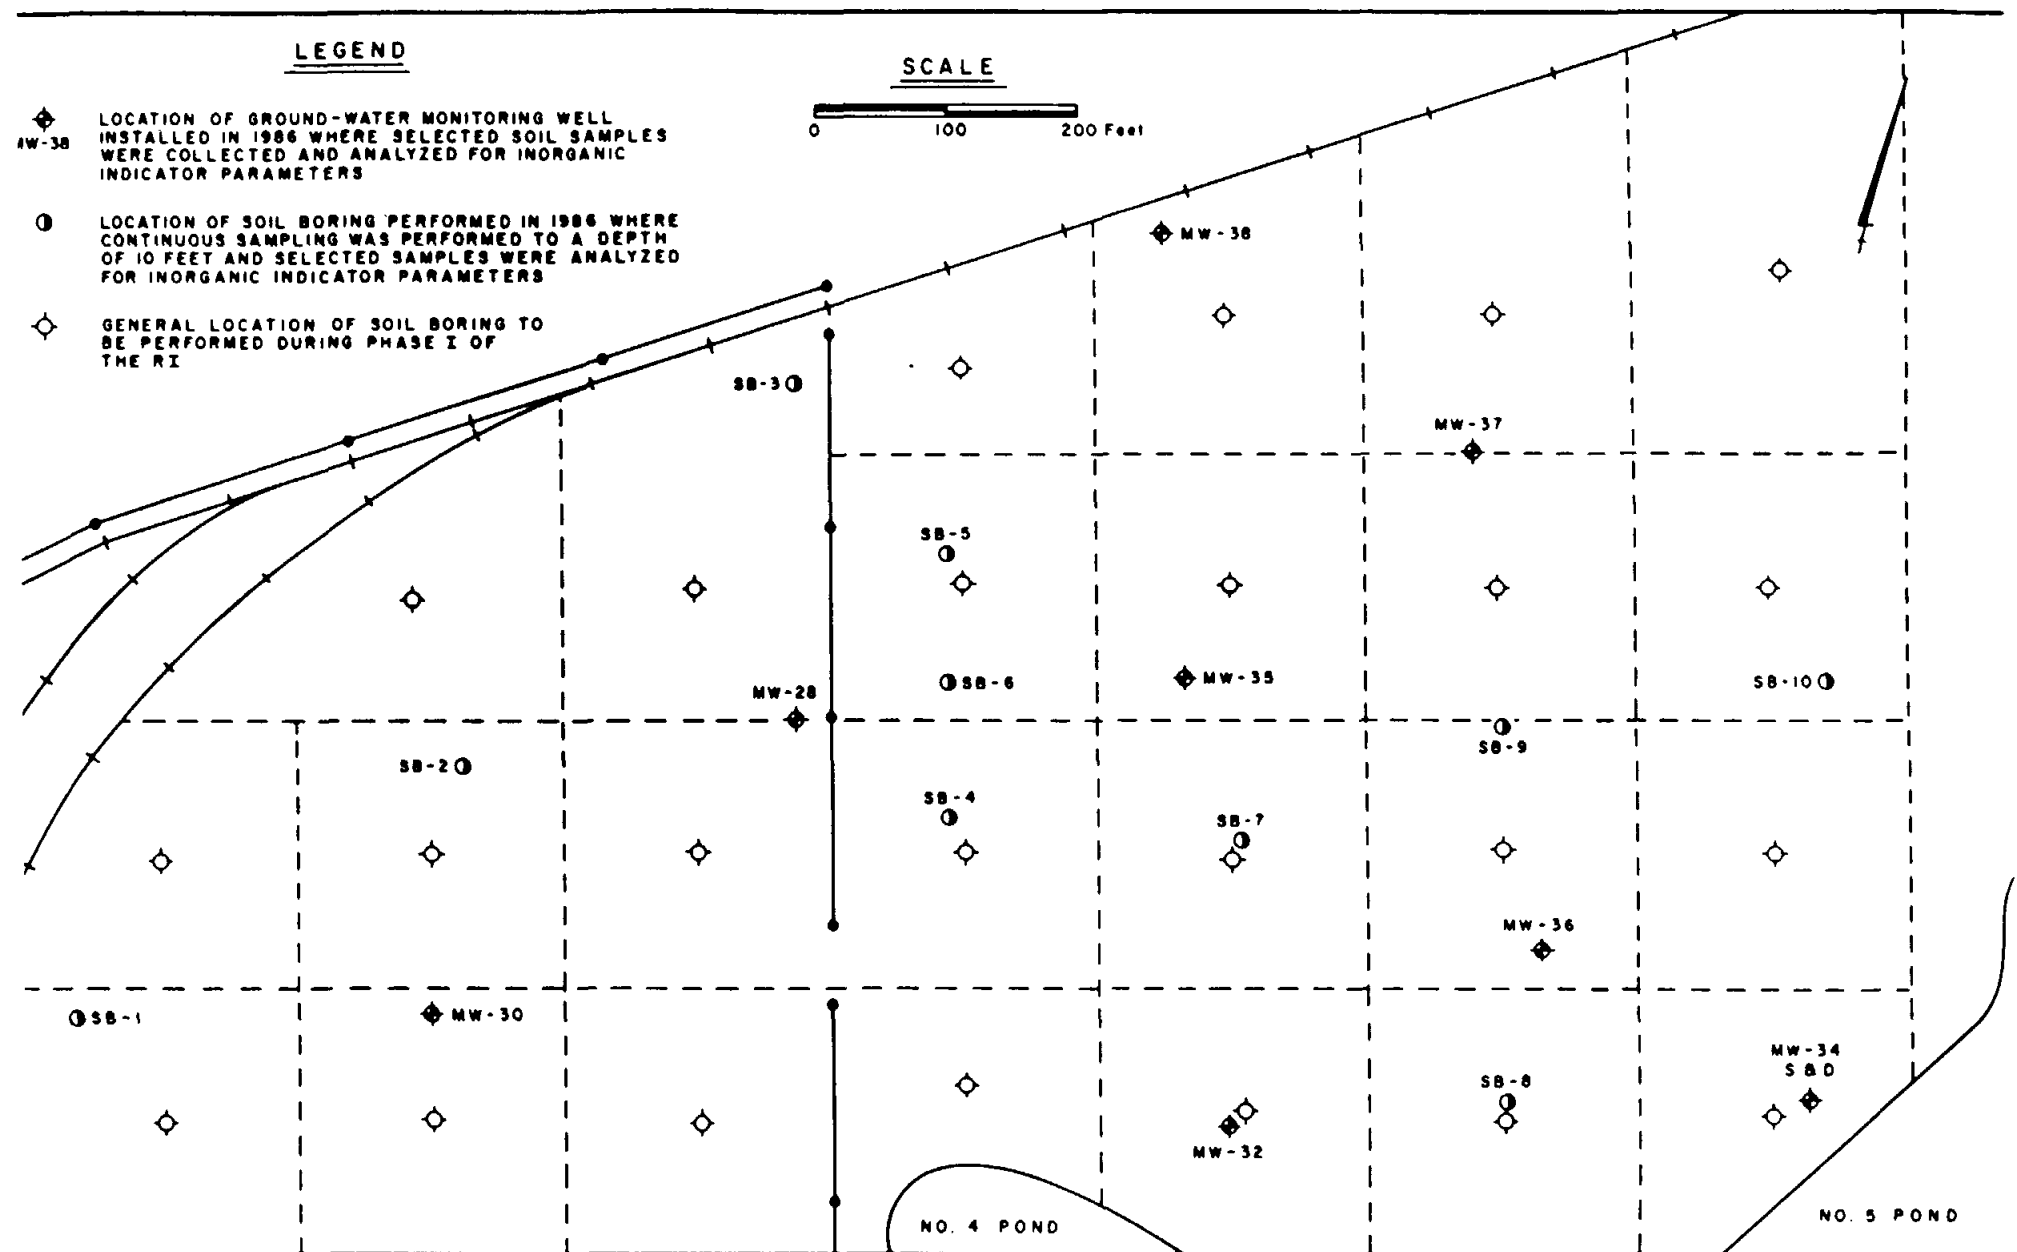 LEGEND
SCALE
0 100 200 Feet
LOCATION OF GROUND-WATER MONITORING WELL
INSTALLED IN 1986 WHERE SELECTED SOIL SAMPLES
WERE COLLECTED AND ANALYZED FOR INORGANIC
INDICATOR PARAMETERS
MW-38
LOCATION OF SOIL BORING PERFORMED IN 1986 WHERE
CONTINUOUS SAMPLING WAS PERFORMED TO A DEPTH
OF 10 FEET AND SELECTED SAMPLES WERE ANALYZED
FOR INORGANIC INDICATOR PARAMETERS
GENERAL LOCATION OF SOIL BORING TO
BE PERFORMED DURING PHASE I OF
THE RI
MW-38
SB-3
MW-37
SB-5
MW-28
SB-6
MW-35
SB-10
SB-9
SB-2
SB-4
SB-7
MW-36
SB-1
MW-30
MW-34
S&D
SB-8
MW-32
NO. 4 POND
NO. 5 POND